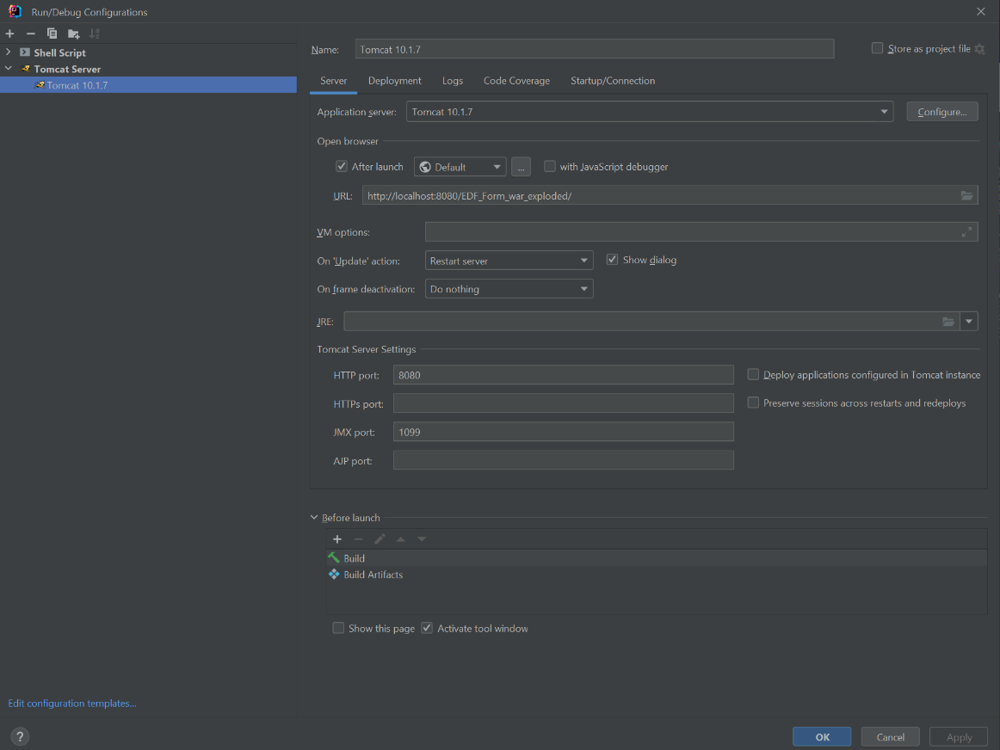 Run/Debug Configurations
Shell Script
Tomcat Server
Tomcat 10.1.7
Name: Tomcat 10.1.7 Store as project file
Server Deployment Logs Code Coverage Startup/Connection
Application server: Tomcat 10.1.7 Configure...
Open browser
After launch Default ... with JavaScript debugger
URL: http://localhost:8080/EDF_Form_war_exploded/
VM options:
On 'Update' action: Restart server Show dialog
On frame deactivation: Do nothing
JRE:
Tomcat Server Settings
HTTP port: 8080 Deploy applications configured in Tomcat instance
HTTPs port: Preserve sessions across restarts and redeploys
JMX port: 1099
AJP port:
Before launch
Build
Build Artifacts
Show this page Activate tool window
Edit configuration templates...
? OK Cancel Apply